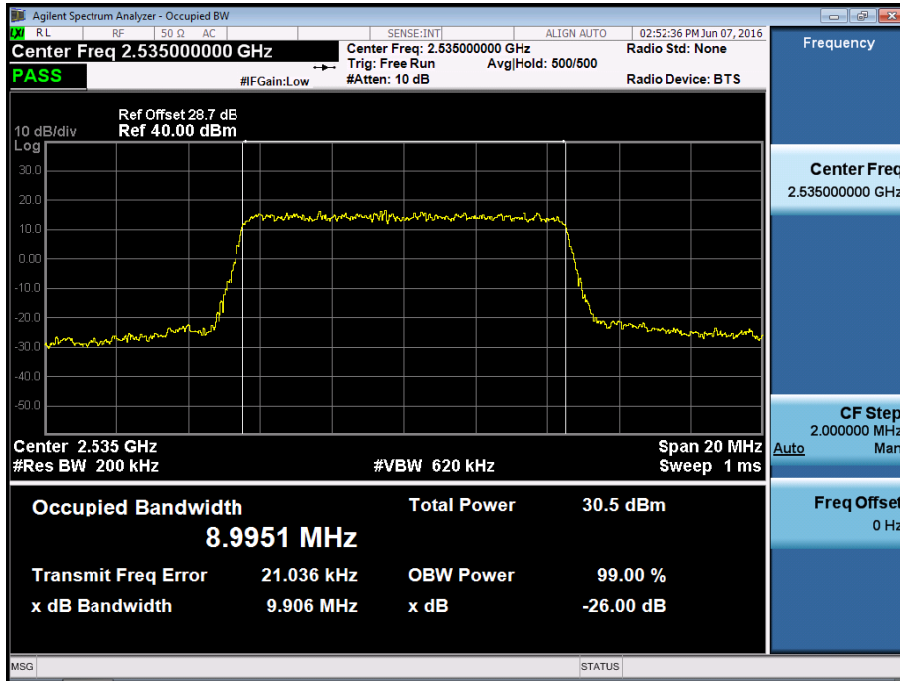 Agilent Spectrum Analyzer - Occupied BW
LXI RL RF 50 Ω AC SENSE:INT ALIGN AUTO 02:52:36 PM Jun 07, 2016
Center Freq 2.535000000 GHz
Center Freq: 2.535000000 GHz
Radio Std: None
Trig: Free Run Avg|Hold: 500/500
PASS
#IFGain:Low
#Atten: 10 dB
Radio Device: BTS
Frequency
Ref Offset 28.7 dB
10 dB/div Ref 40.00 dBm
Log
30.0
20.0
10.0
0.00
-10.0
-20.0
-30.0
-40.0
-50.0
Center 2.535 GHz Span 20 MHz
#Res BW 200 kHz #VBW 620 kHz Sweep 1 ms
Occupied Bandwidth Total Power 30.5 dBm
8.9951 MHz
Transmit Freq Error 21.036 kHz OBW Power 99.00 %
x dB Bandwidth 9.906 MHz x dB -26.00 dB
Center Freq
2.535000000 GHz
CF Step
2.000000 MHz
Auto Man
Freq Offset
0 Hz
MSG STATUS